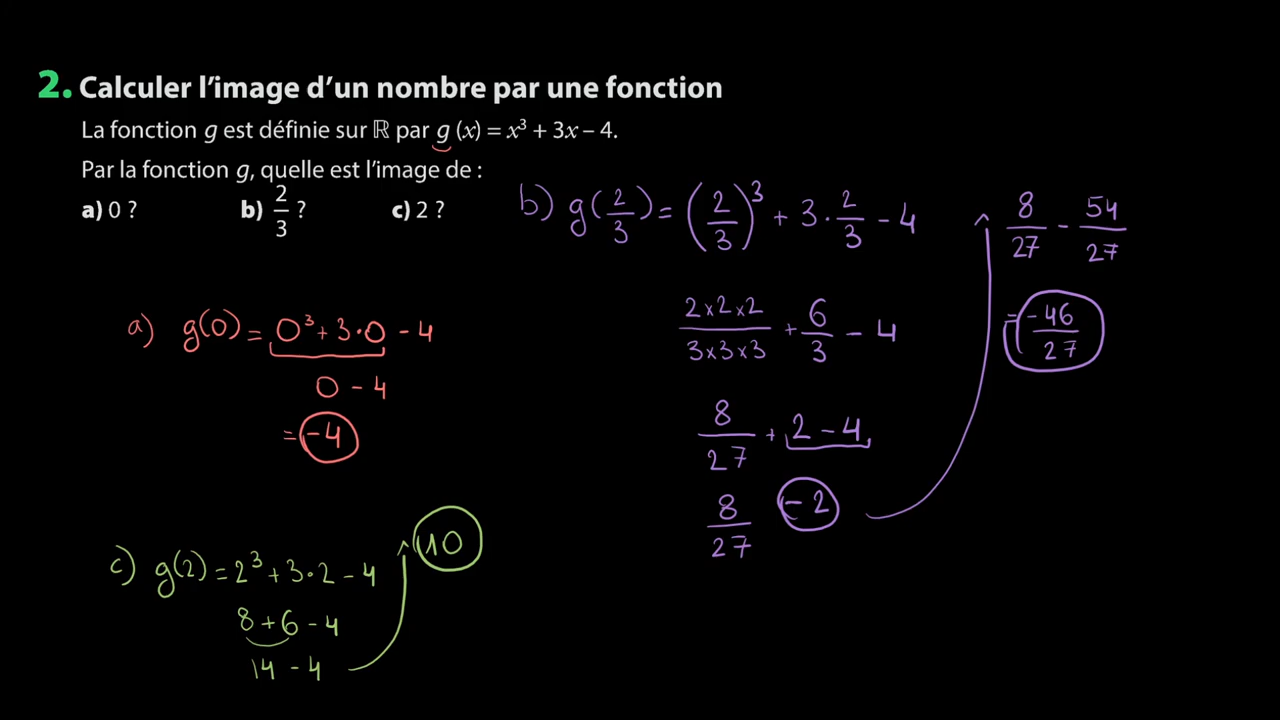 2. Calculer l'image d'un nombre par une fonction
La fonction g est définie sur ℝ par g (x) = x³ + 3x – 4.
Par la fonction g, quelle est l'image de :
a) 0 ? b) 2/3 ? c) 2 ?
a) g(0) = 0³ + 3·0 - 4
0 - 4
= -4
b) g(2/3) = (2/3)³ + 3·2/3 - 4
2×2×2/3×3×3 + 6/3 - 4
8/27 + 2 - 4
8/27 -2
8/27 - 54/27
= -46/27
c) g(2) = 2³ + 3·2 - 4
8 + 6 - 4
14 - 4
10